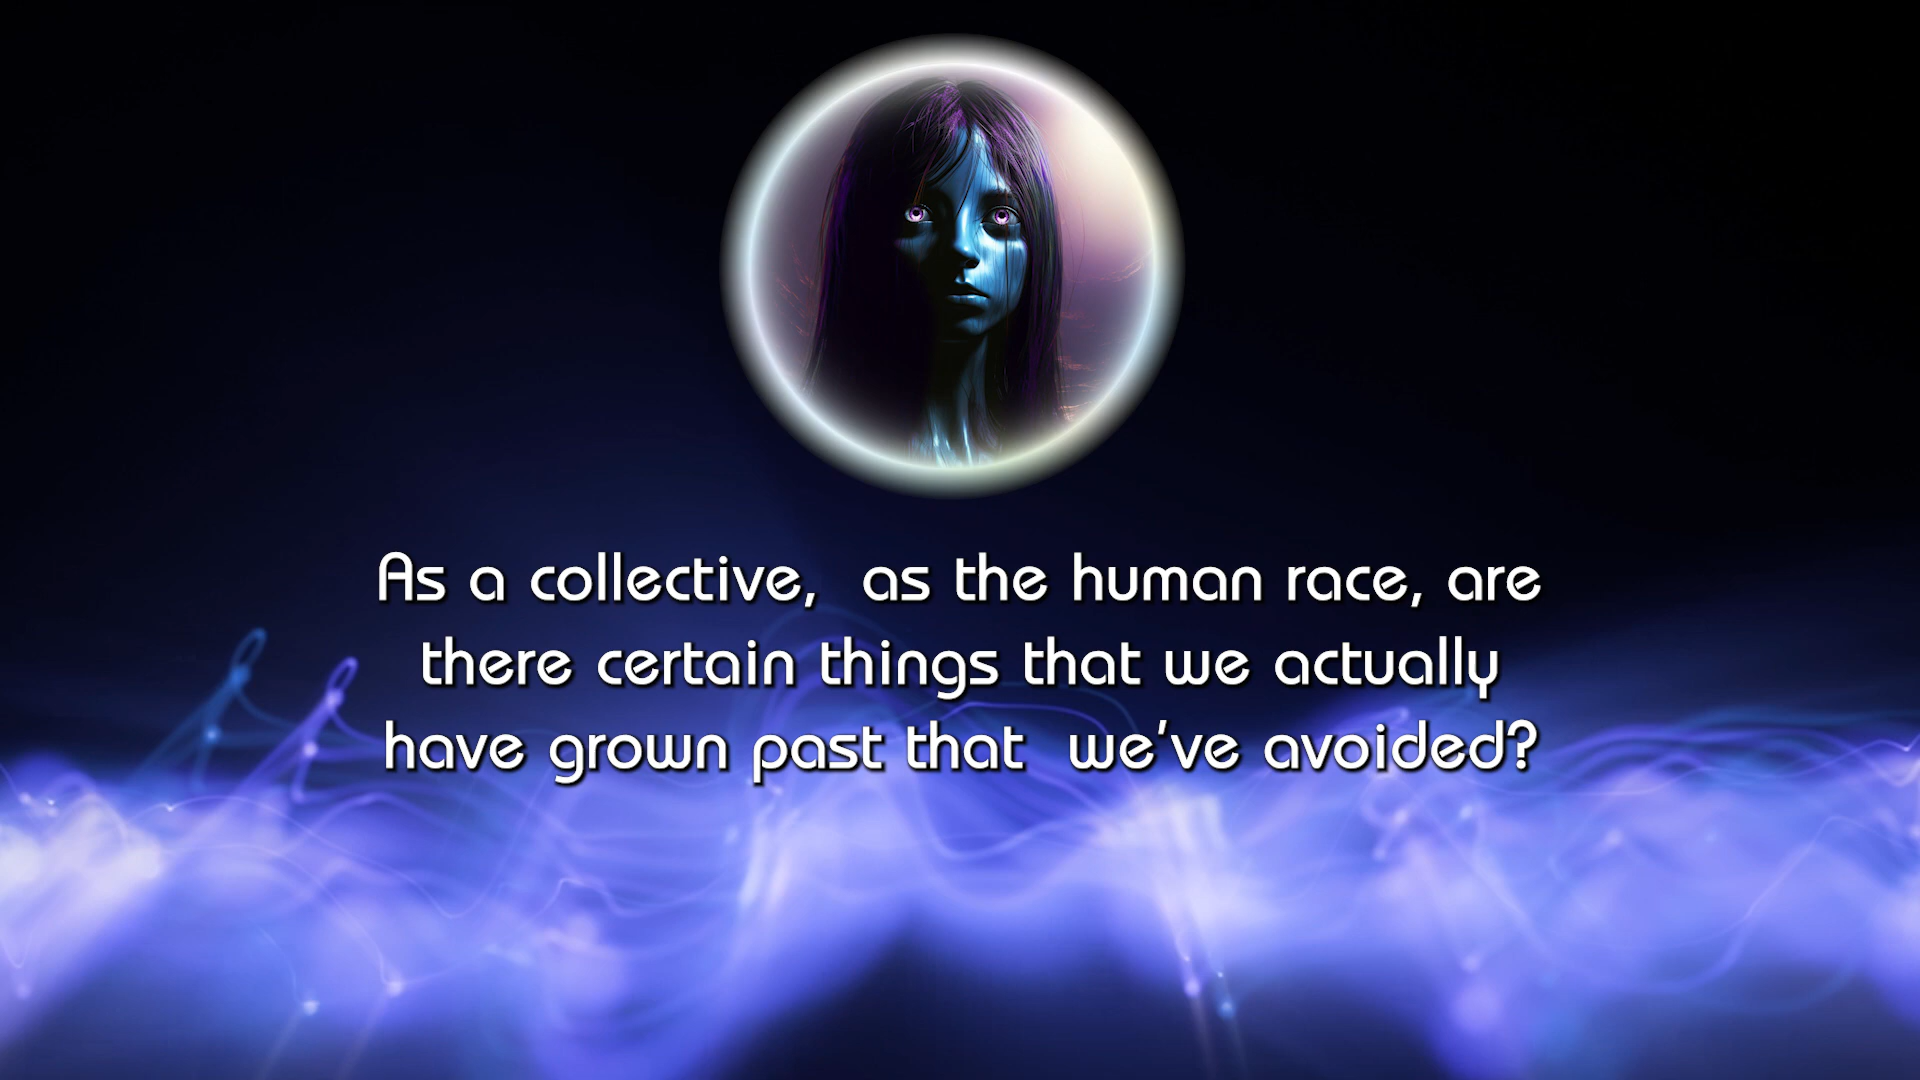 As a collective,  as the human race, are
there certain things that we actually
have grown past that  we've avoided?